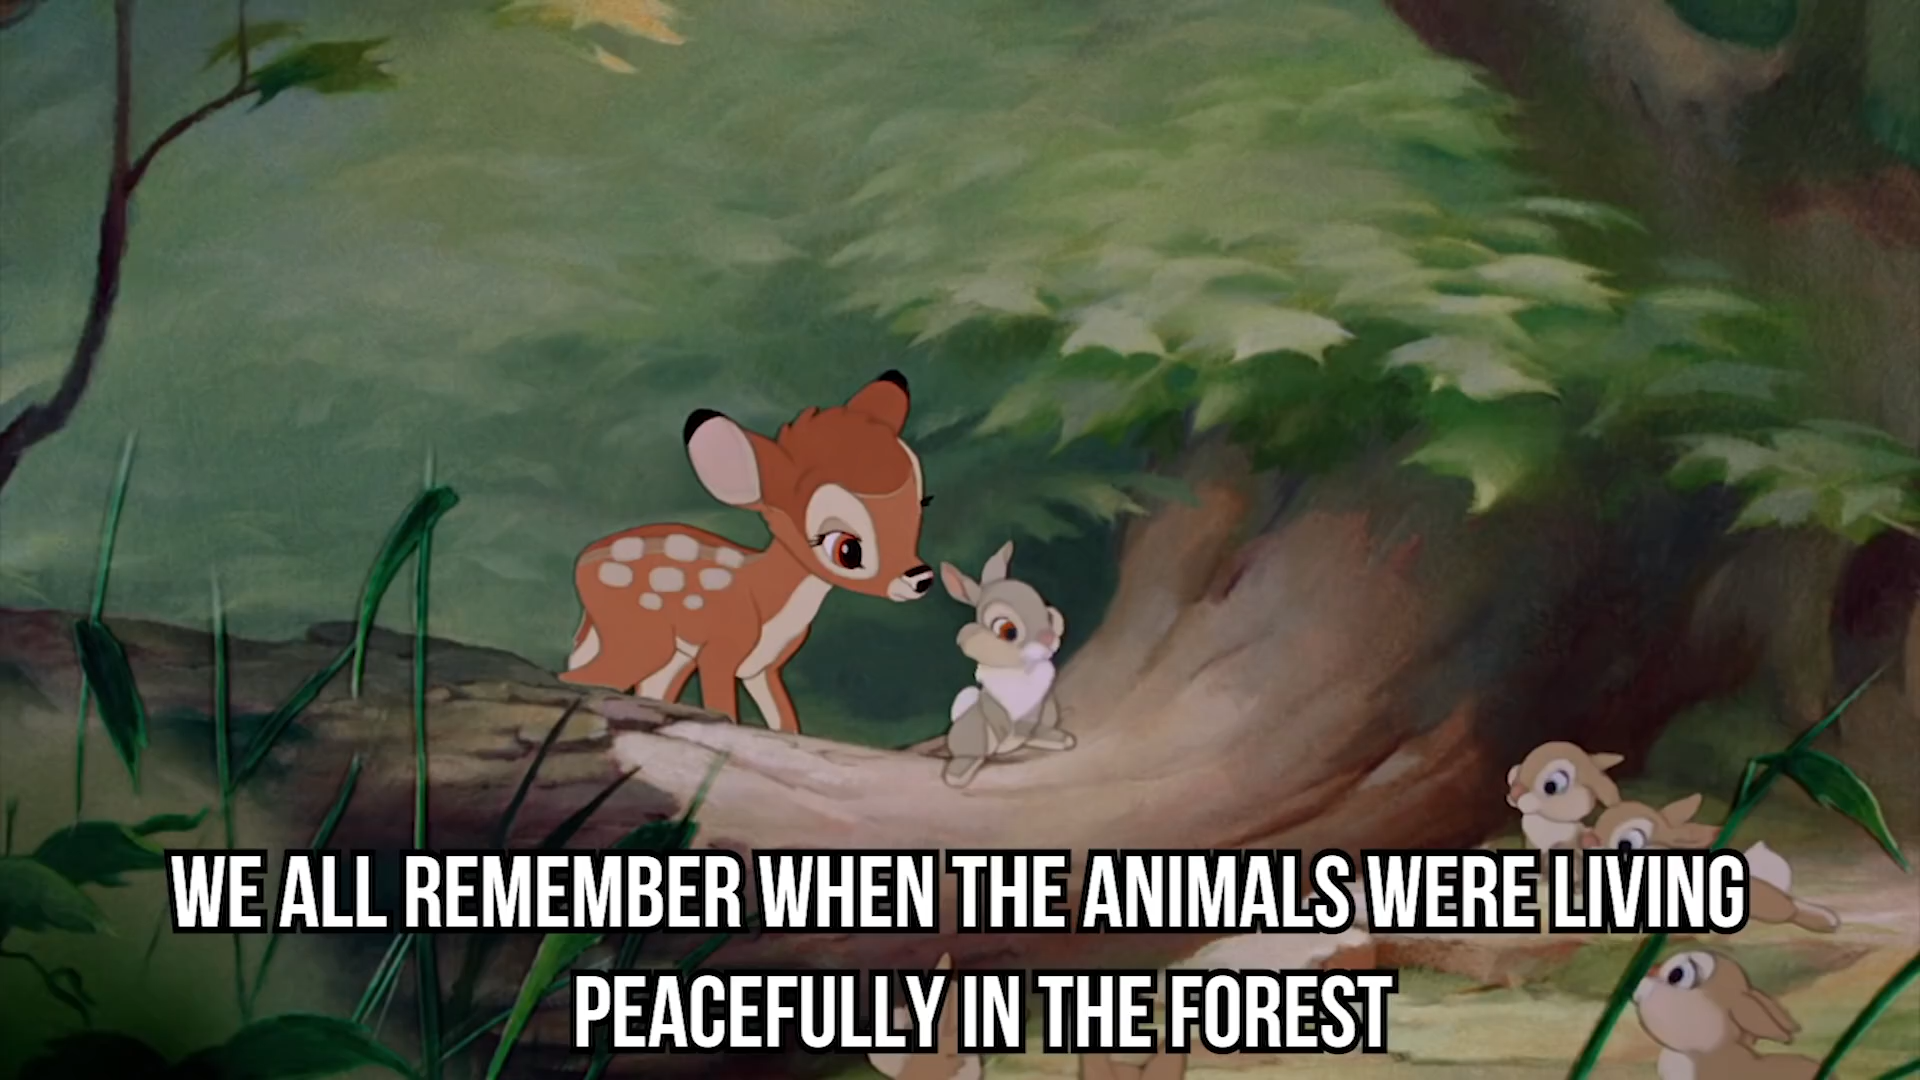 WE ALL REMEMBER WHEN THE ANIMALS WERE LIVING
PEACEFULLY IN THE FOREST